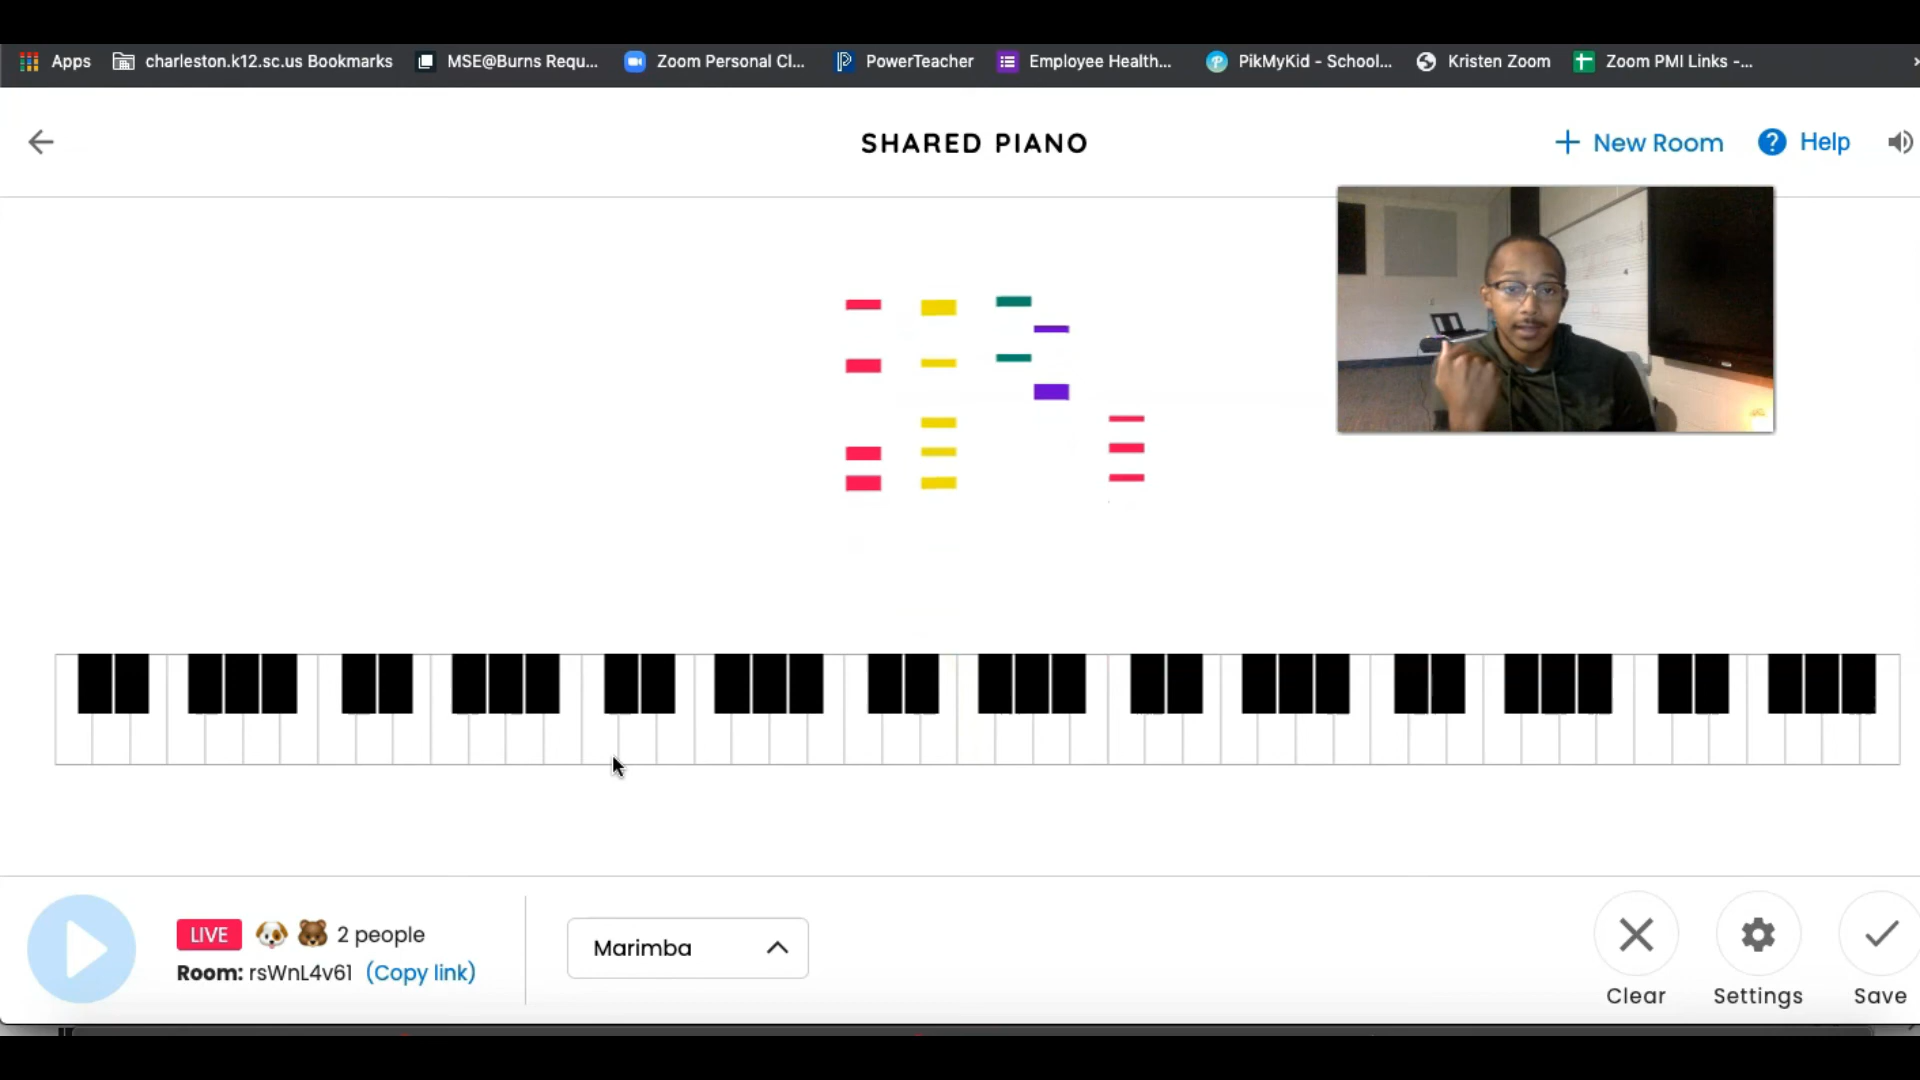 Apps charleston.k12.sc.us Bookmarks MSE@Burns Requ... Zoom Personal Cl... PowerTeacher Employee Health... PikMyKid - School... Kristen Zoom Zoom PMI Links -...
SHARED PIANO
+ New Room ? Help
LIVE 2 people
Room: rsWnL4v61 (Copy link)
Marimba
Clear Settings Save